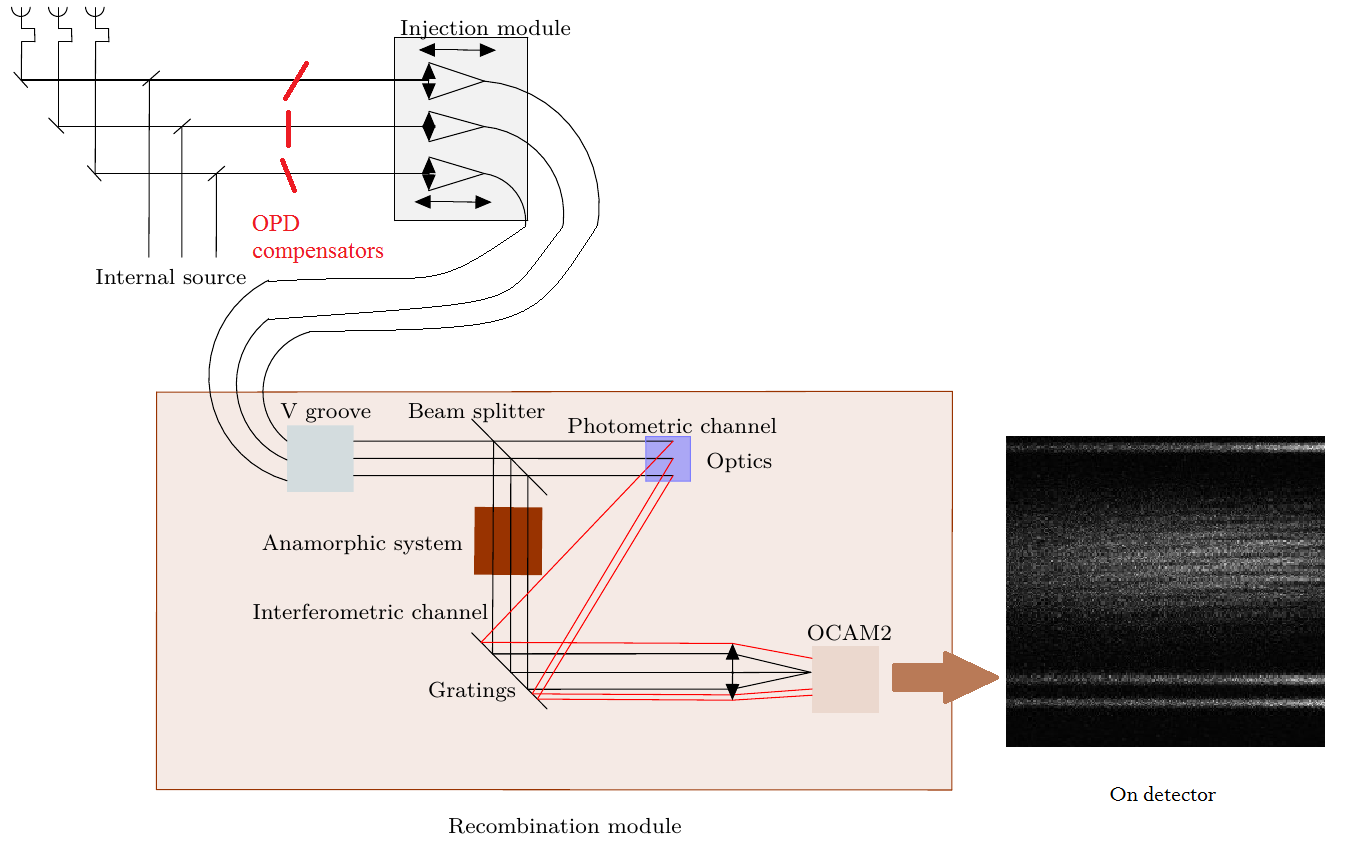 Injection module
OPD
compensators
Internal source
V groove
Beam splitter
Photometric channel
Optics
Anamorphic system
Interferometric channel
OCAM2
Gratings
On detector
Recombination module